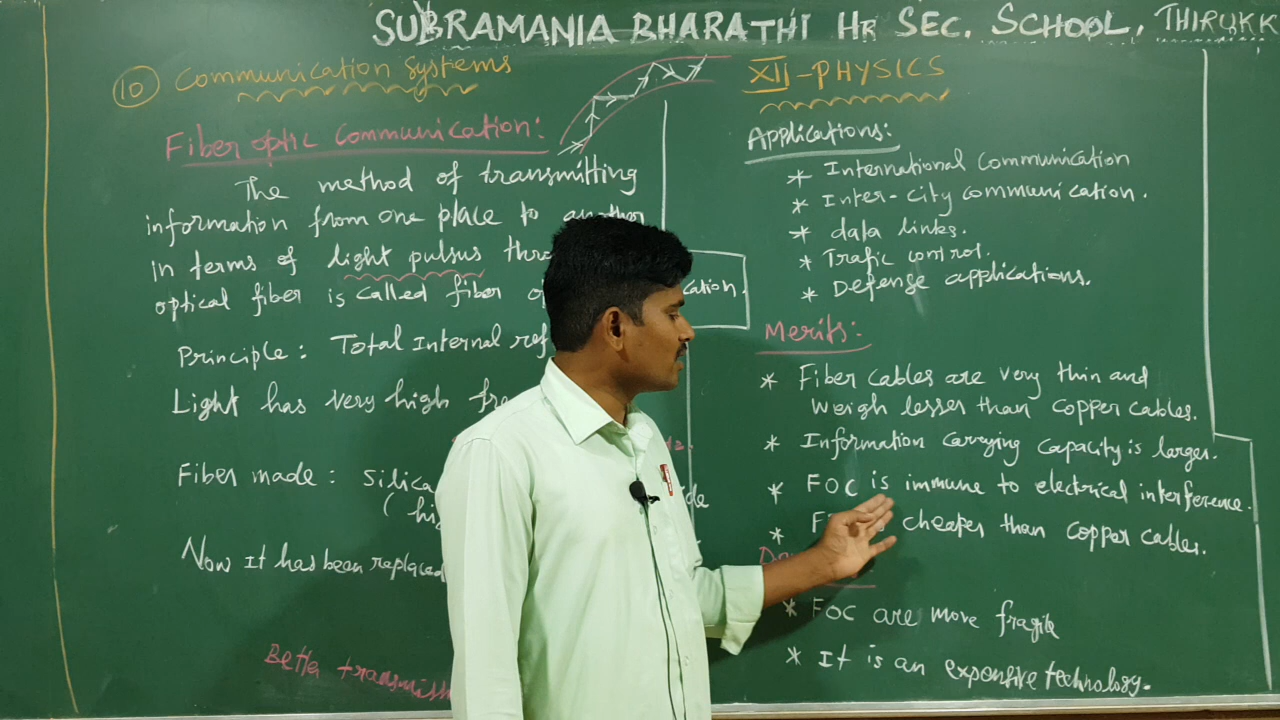 SUBRAMANIA BHARATHI HR SEC. SCHOOL, THIRUKK
10 Communication Systems
Fiber optic Communication:
The method of transmitting
information from one place to another
in terms of light pulsus thro
optical fiber is called fiber o cation.
Principle: Total Internal ref
Light has very high fre
Fiber made: Silica
(hi
Now it has been replaced
Better transmiss
XII-PHYSICS
Applications:
* International Communication
* Inter-city communication.
* data links.
* Trafic control.
* Defense applications.
Merits:
* Fiber cables are very thin and
weigh lesser than copper cables.
* Information carrying capacity is larger.
* FOC is immune to electrical interference.
* cheaper than copper cables.
* FOC are more fragile
* It is an expensive technology.